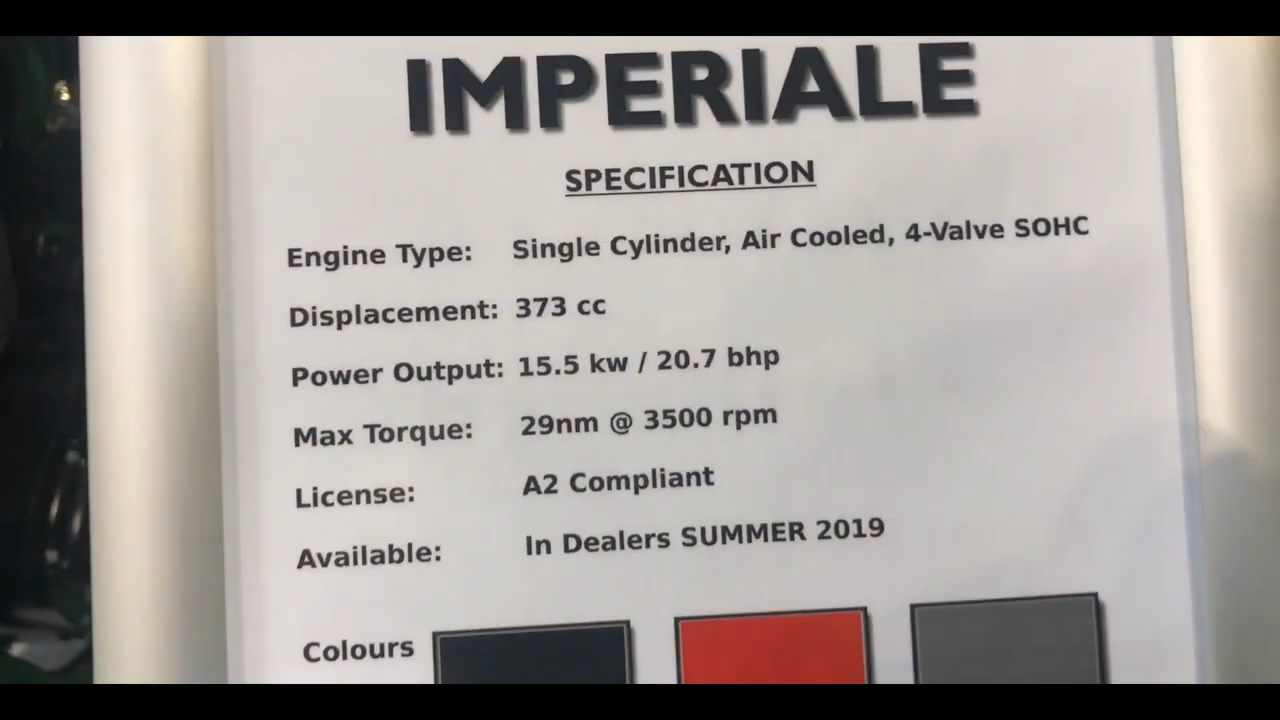 IMPERIALE
SPECIFICATION
Engine Type: Single Cylinder, Air Cooled, 4-Valve SOHC
Displacement: 373 cc
Power Output: 15.5 kw / 20.7 bhp
Max Torque: 29nm @ 3500 rpm
License: A2 Compliant
Available: In Dealers SUMMER 2019
Colours